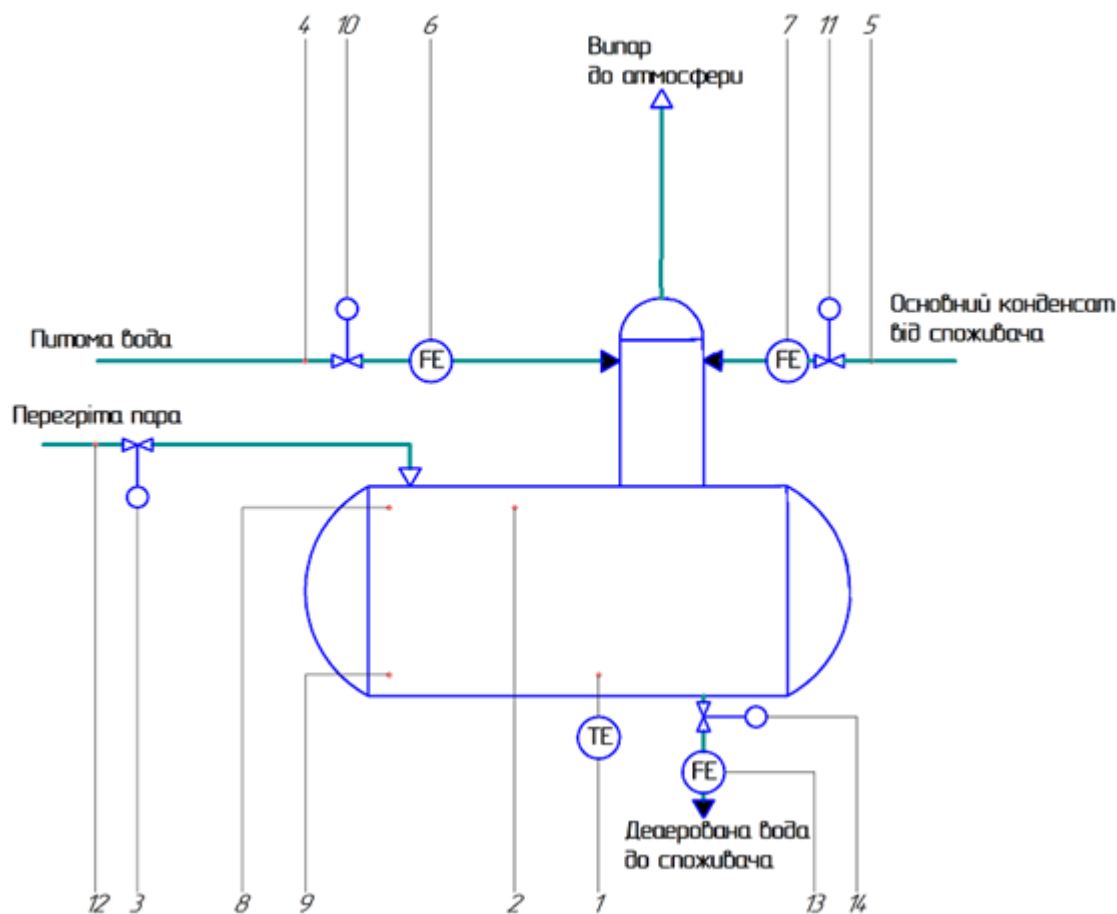 4 10 6 7 11 5
Випар
до атмосфери
Основний конденсат
від споживача
Питома вода
FE FE
Перегріта пара
TE
FE
Деаерована вода
до споживача
12 3 8 9 2 1 13 14